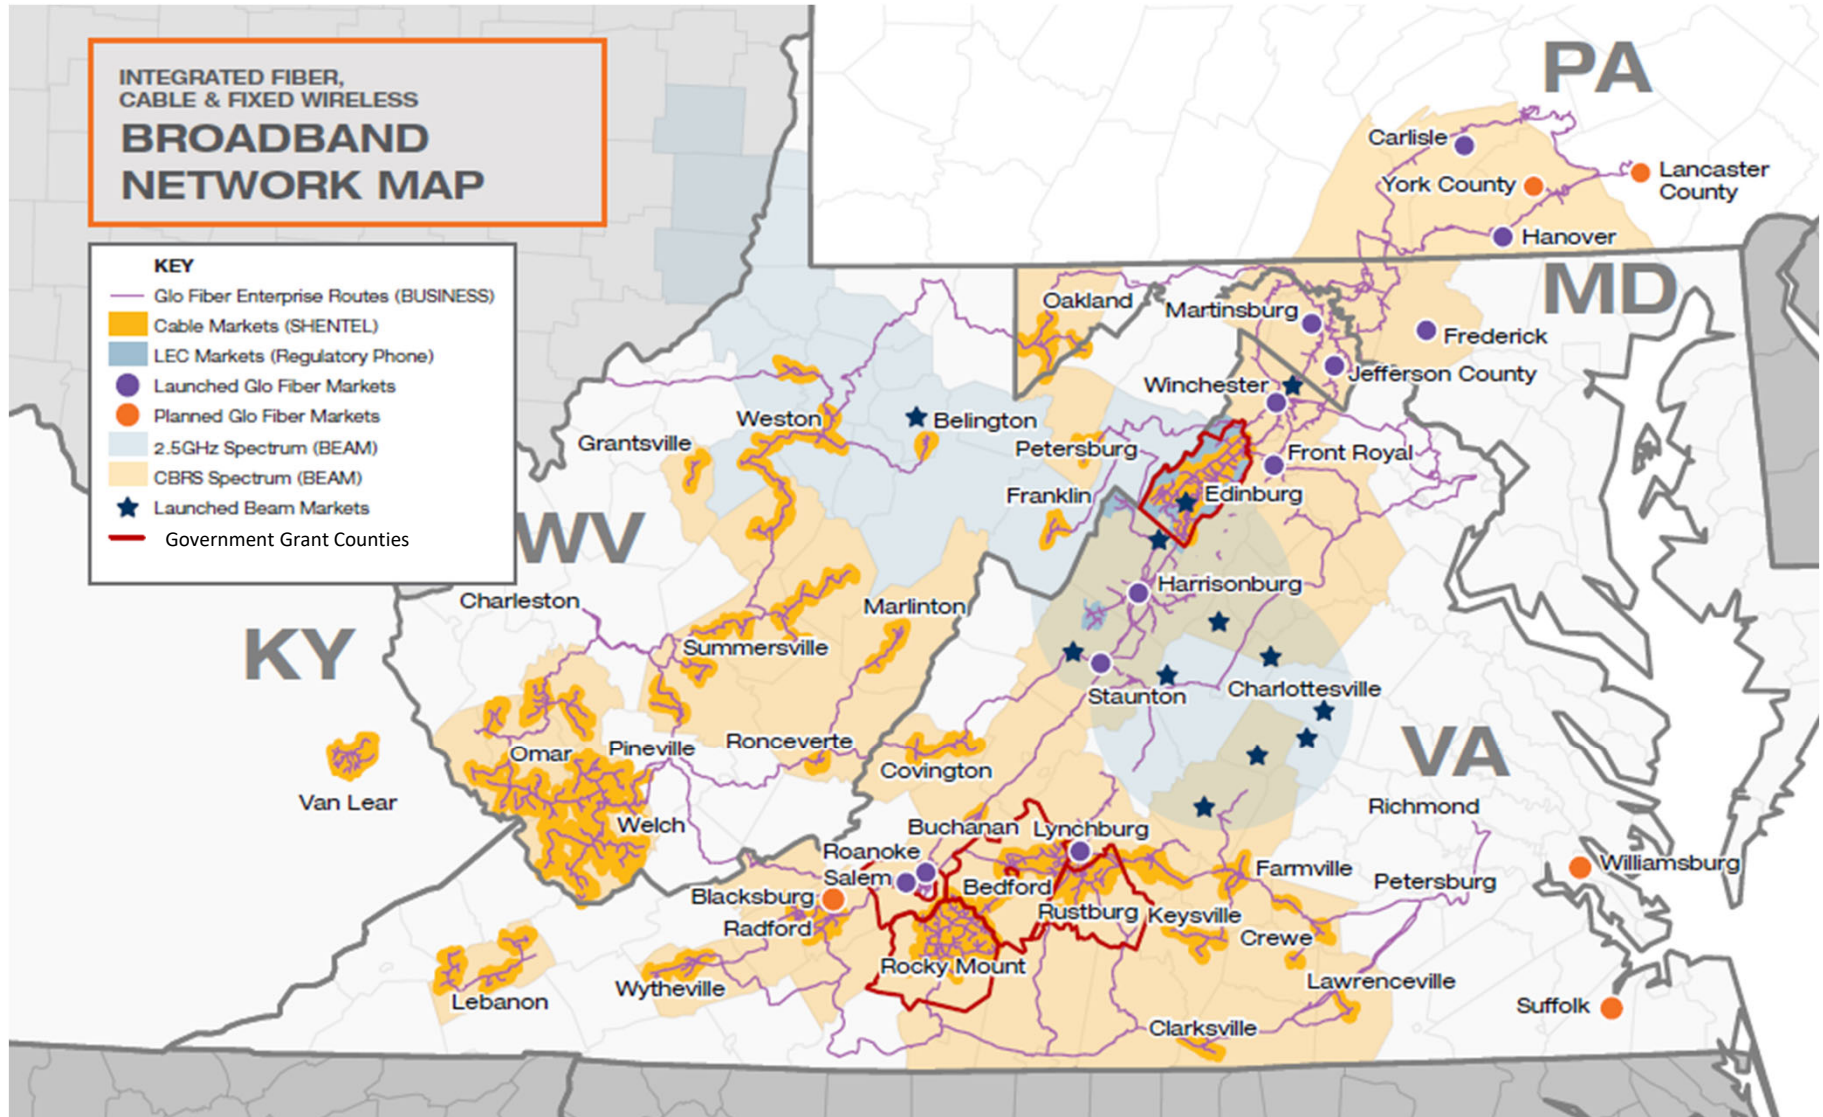 INTEGRATED FIBER,
CABLE & FIXED WIRELESS
BROADBAND
NETWORK MAP
KEY
Glo Fiber Enterprise Routes (BUSINESS)
Cable Markets (SHENTEL)
LEC Markets (Regulatory Phone)
Launched Glo Fiber Markets
Planned Glo Fiber Markets
2.5GHz Spectrum (BEAM)
CBRS Spectrum (BEAM)
Launched Beam Markets
Government Grant Counties
PA
Carlisle
York County
Lancaster
County
Hanover
MD
Oakland
Martinsburg
Frederick
Jefferson County
Winchester
Weston
Belington
Grantsville
Petersburg
Front Royal
Franklin
Edinburg
WV
Harrisonburg
Charleston
Marlinton
KY
Summersville
Staunton
Charlottesville
Omar
Pineville
Ronceverte
Covington
VA
Van Lear
Richmond
Welch
Buchanan
Lynchburg
Roanoke
Salem
Farmville
Williamsburg
Blacksburg
Bedford
Petersburg
Radford
Rustburg
Keysville
Crewe
Rocky Mount
Wytheville
Lebanon
Lawrenceville
Suffolk
Clarksville